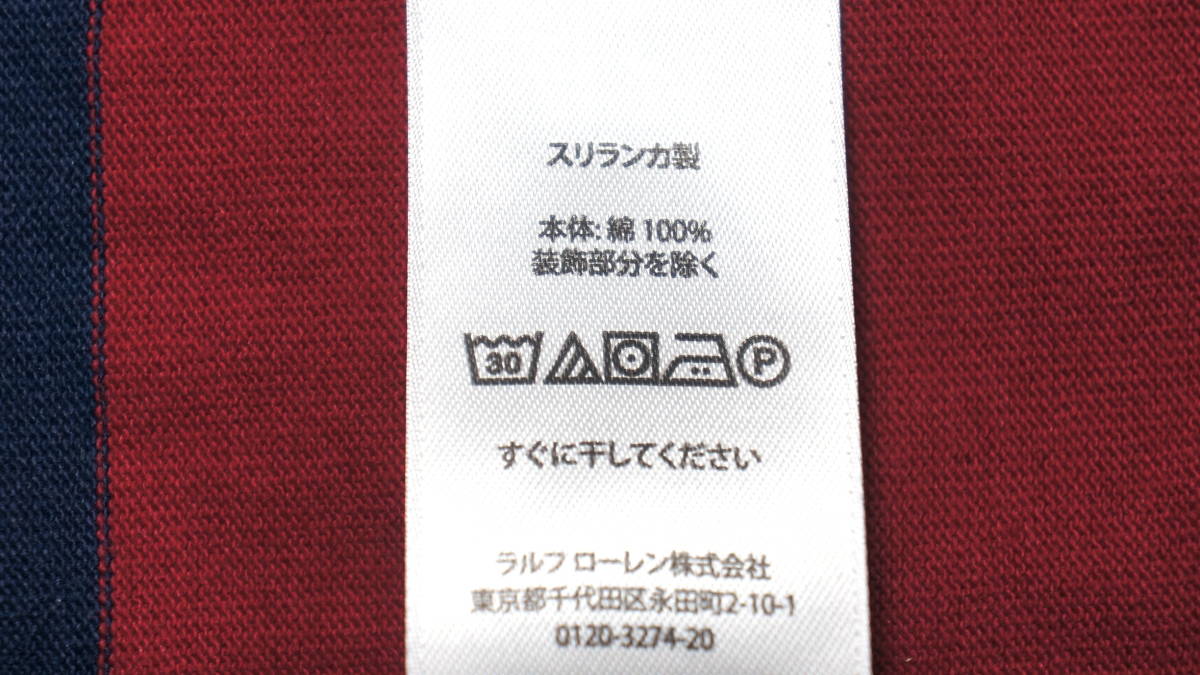 スリランカ製
本体: 綿 100%
装飾部分を除く
30 P
すぐに干してください
ラルフ ローレン株式会社
東京都千代田区永田町2-10-1
0120-3274-20